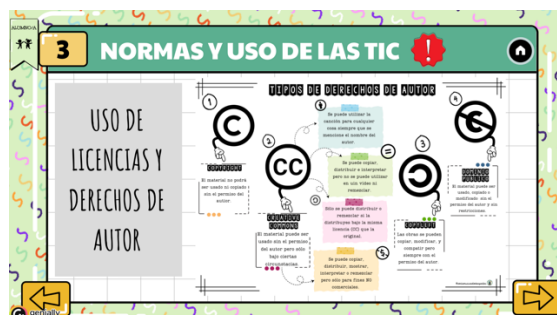 ALUMNO/A
3
NORMAS Y USO DE LAS TIC
USO DE
LICENCIAS Y
DERECHOS DE
AUTOR
TIPOS DE DERECHOS DE AUTOR
1
C
COPYRIGHT
El material no podrá
ser usado ni copiado
sin el permiso del
autor
2
CC
CREATIVE
COMMONS
El material puede ser
usado sin el permiso
del autor pero sólo
bajo ciertas
circunstancias
Se puede utilizar la
canción para cualquier
cosa siempre que se
mencione el nombre del
autor
Se puede copiar,
distribuir o interpretar
pero no se puede utilizar
en un vídeo ni
remezclar
Sólo se puede distribuir o
remezclar si la
distribuyes bajo la misma
licencia (CC) que la
original
Se puede copiar,
distribuir, mostrar,
interpretar o remezclar
pero sólo para fines NO
comerciales.
3
COPYLEFT
Las obras se pueden
copiar, modificar, y
compatir pero
siempre con el
permiso del autor
4
C
DOMINIO
PÚBLICO
El material puede ser
usado, copiado o
modificado sin el
permiso del autor y sin
restricciones
genially